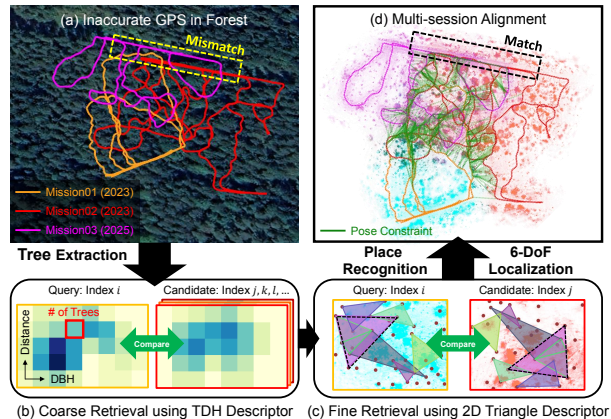 (a) Inaccurate GPS in Forest
Mismatch
Mission01 (2023)
Mission02 (2023)
Mission03 (2025)
(d) Multi-session Alignment
Match
Pose Constraint
Tree Extraction
Place
Recognition
6-DoF
Localization
Query: Index i
# of Trees
Distance
DBH
Compare
Candidate: Index j, k, l, ...
(b) Coarse Retrieval using TDH Descriptor
Query: Index i
Compare
Candidate: Index j
(c) Fine Retrieval using 2D Triangle Descriptor